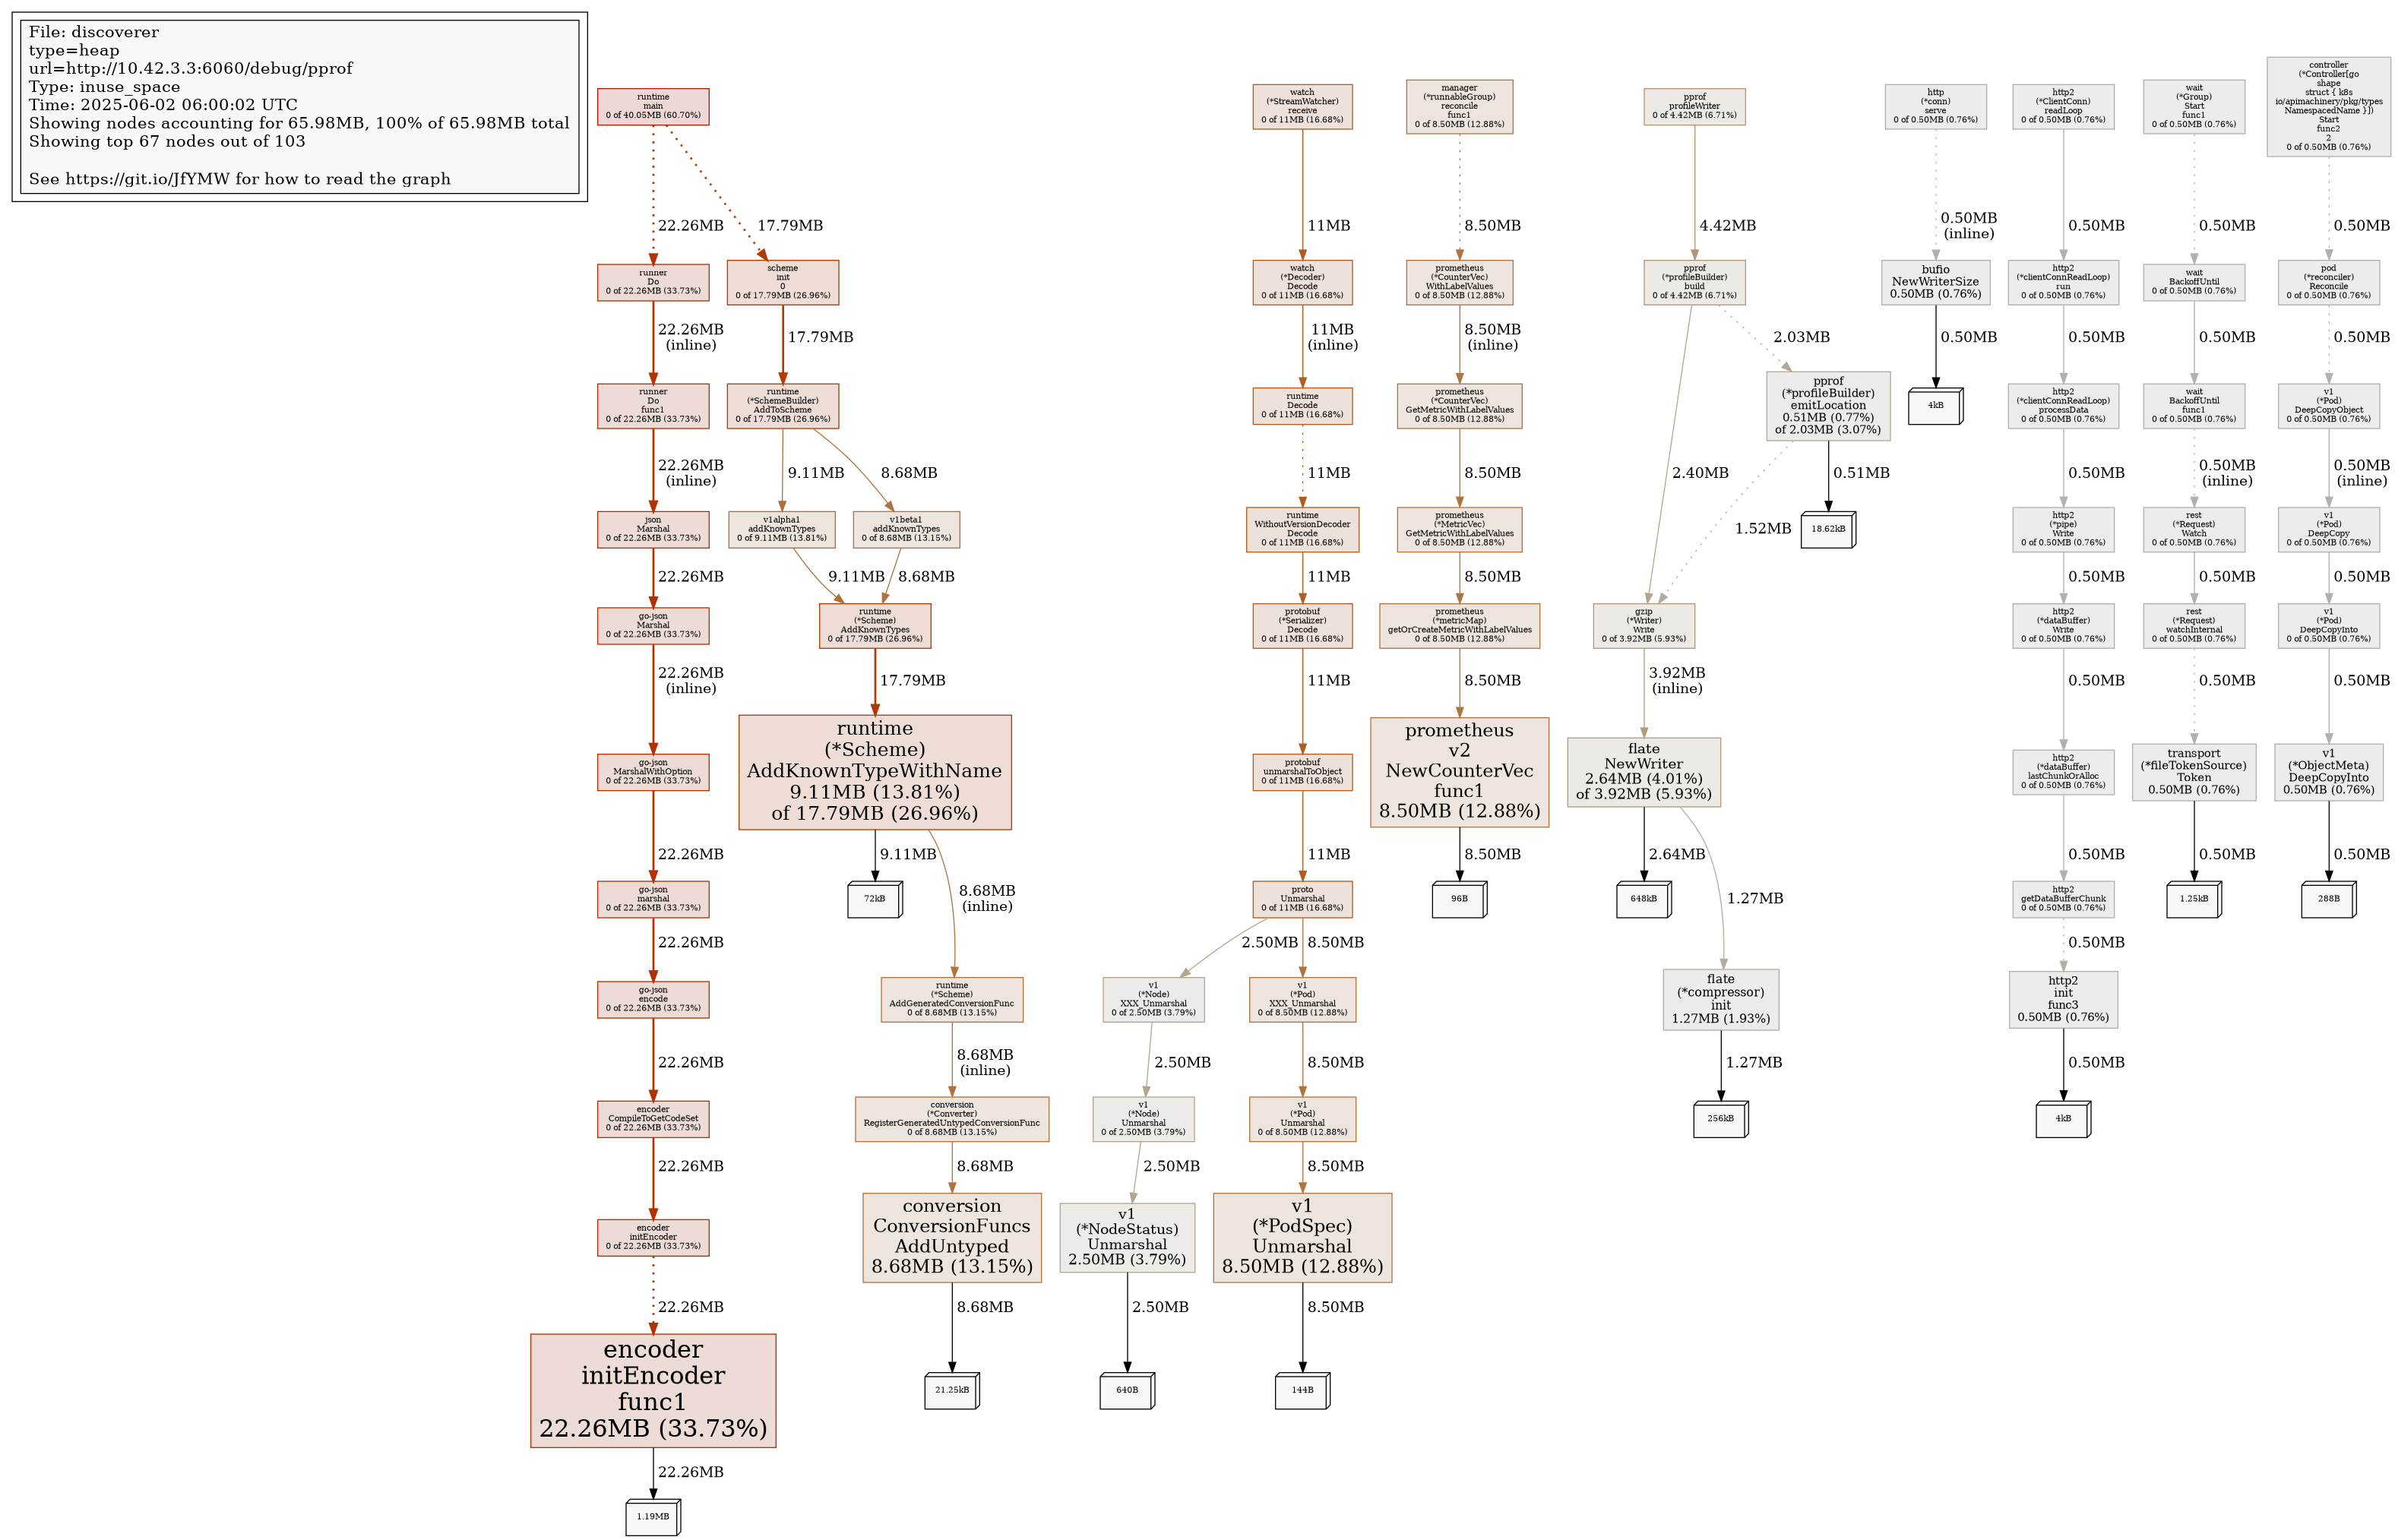 File: discoverer
type=heap
url=http://10.42.3.3:6060/debug/pprof
Type: inuse_space
Time: 2025-06-02 06:00:02 UTC
Showing nodes accounting for 65.98MB, 100% of 65.98MB total
Showing top 67 nodes out of 103
See https://git.io/JfYMW for how to read the graph
runtime
main
0 of 40.05MB (60.70%)
22.26MB
17.79MB
runner
Do
0 of 22.26MB (33.73%)
22.26MB
(inline)
runner
Do
func1
0 of 22.26MB (33.73%)
22.26MB
(inline)
json
Marshal
0 of 22.26MB (33.73%)
22.26MB
go-json
Marshal
0 of 22.26MB (33.73%)
22.26MB
(inline)
go-json
MarshalWithOption
0 of 22.26MB (33.73%)
22.26MB
go-json
marshal
0 of 22.26MB (33.73%)
22.26MB
go-json
encode
0 of 22.26MB (33.73%)
22.26MB
encoder
CompileToGetCodeSet
0 of 22.26MB (33.73%)
22.26MB
encoder
initEncoder
0 of 22.26MB (33.73%)
22.26MB
encoder
initEncoder
func1
22.26MB (33.73%)
22.26MB
1.19MB
scheme
init
0
0 of 17.79MB (26.96%)
17.79MB
runtime
(*SchemeBuilder)
AddToScheme
0 of 17.79MB (26.96%)
9.11MB
8.68MB
v1alpha1
addKnownTypes
0 of 9.11MB (13.81%)
v1beta1
addKnownTypes
0 of 8.68MB (13.15%)
9.11MB
8.68MB
runtime
(*Scheme)
AddKnownTypes
0 of 17.79MB (26.96%)
17.79MB
runtime
(*Scheme)
AddKnownTypeWithName
9.11MB (13.81%)
of 17.79MB (26.96%)
9.11MB
72kB
8.68MB
(inline)
runtime
(*Scheme)
AddGeneratedConversionFunc
0 of 8.68MB (13.15%)
8.68MB
(inline)
conversion
(*Converter)
RegisterGeneratedUntypedConversionFunc
0 of 8.68MB (13.15%)
8.68MB
conversion
ConversionFuncs
AddUntyped
8.68MB (13.15%)
8.68MB
21.25kB
watch
(*StreamWatcher)
receive
0 of 11MB (16.68%)
11MB
watch
(*Decoder)
Decode
0 of 11MB (16.68%)
11MB
(inline)
runtime
Decode
0 of 11MB (16.68%)
11MB
runtime
WithoutVersionDecoder
Decode
0 of 11MB (16.68%)
11MB
protobuf
(*Serializer)
Decode
0 of 11MB (16.68%)
11MB
protobuf
unmarshalToObject
0 of 11MB (16.68%)
11MB
proto
Unmarshal
0 of 11MB (16.68%)
2.50MB
8.50MB
v1
(*Node)
XXX_Unmarshal
0 of 2.50MB (3.79%)
2.50MB
v1
(*Node)
Unmarshal
0 of 2.50MB (3.79%)
2.50MB
v1
(*NodeStatus)
Unmarshal
2.50MB (3.79%)
2.50MB
640B
v1
(*Pod)
XXX_Unmarshal
0 of 8.50MB (12.88%)
8.50MB
v1
(*Pod)
Unmarshal
0 of 8.50MB (12.88%)
8.50MB
v1
(*PodSpec)
Unmarshal
8.50MB (12.88%)
8.50MB
144B
manager
(*runnableGroup)
reconcile
func1
0 of 8.50MB (12.88%)
8.50MB
prometheus
(*CounterVec)
WithLabelValues
0 of 8.50MB (12.88%)
8.50MB
(inline)
prometheus
(*CounterVec)
GetMetricWithLabelValues
0 of 8.50MB (12.88%)
8.50MB
prometheus
(*MetricVec)
GetMetricWithLabelValues
0 of 8.50MB (12.88%)
8.50MB
prometheus
(*metricMap)
getOrCreateMetricWithLabelValues
0 of 8.50MB (12.88%)
8.50MB
prometheus
v2
NewCounterVec
func1
8.50MB (12.88%)
8.50MB
96B
pprof
profileWriter
0 of 4.42MB (6.71%)
4.42MB
pprof
(*profileBuilder)
build
0 of 4.42MB (6.71%)
2.03MB
2.40MB
pprof
(*profileBuilder)
emitLocation
0.51MB (0.77%)
of 2.03MB (3.07%)
1.52MB
0.51MB
18.62kB
gzip
(*Writer)
Write
0 of 3.92MB (5.93%)
3.92MB
(inline)
flate
NewWriter
2.64MB (4.01%)
of 3.92MB (5.93%)
2.64MB
648kB
1.27MB
flate
(*compressor)
init
1.27MB (1.93%)
1.27MB
256kB
http
(*conn)
serve
0 of 0.50MB (0.76%)
0.50MB
(inline)
bufio
NewWriterSize
0.50MB (0.76%)
0.50MB
4kB
http2
(*ClientConn)
readLoop
0 of 0.50MB (0.76%)
0.50MB
http2
(*clientConnReadLoop)
run
0 of 0.50MB (0.76%)
0.50MB
http2
(*clientConnReadLoop)
processData
0 of 0.50MB (0.76%)
0.50MB
http2
(*pipe)
Write
0 of 0.50MB (0.76%)
0.50MB
http2
(*dataBuffer)
Write
0 of 0.50MB (0.76%)
0.50MB
http2
(*dataBuffer)
lastChunkOrAlloc
0 of 0.50MB (0.76%)
0.50MB
http2
getDataBufferChunk
0 of 0.50MB (0.76%)
0.50MB
http2
init
func3
0.50MB (0.76%)
0.50MB
4kB
wait
(*Group)
Start
func1
0 of 0.50MB (0.76%)
0.50MB
wait
BackoffUntil
0 of 0.50MB (0.76%)
0.50MB
wait
BackoffUntil
func1
0 of 0.50MB (0.76%)
0.50MB
(inline)
rest
(*Request)
Watch
0 of 0.50MB (0.76%)
0.50MB
rest
(*Request)
watchInternal
0 of 0.50MB (0.76%)
0.50MB
transport
(*fileTokenSource)
Token
0.50MB (0.76%)
0.50MB
1.25kB
controller
(*Controller[go
shape
struct { k8s
io/apimachinery/pkg/types
NamespacedName }])
Start
func2
2
0 of 0.50MB (0.76%)
0.50MB
pod
(*reconciler)
Reconcile
0 of 0.50MB (0.76%)
0.50MB
v1
(*Pod)
DeepCopyObject
0 of 0.50MB (0.76%)
0.50MB
(inline)
v1
(*Pod)
DeepCopy
0 of 0.50MB (0.76%)
0.50MB
v1
(*Pod)
DeepCopyInto
0 of 0.50MB (0.76%)
0.50MB
v1
(*ObjectMeta)
DeepCopyInto
0.50MB (0.76%)
0.50MB
288B